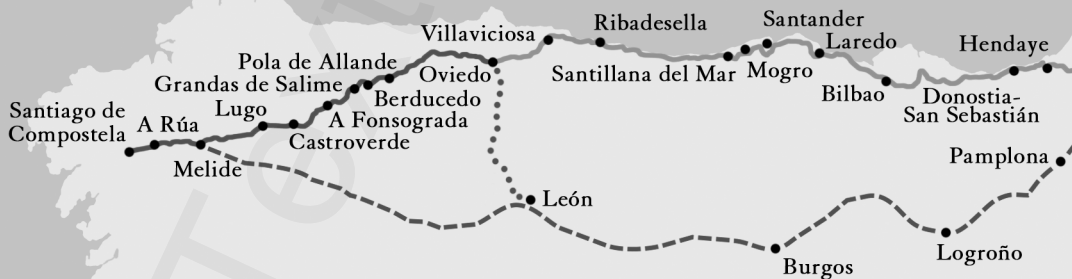 Santander
Ribadesella
Villaviciosa
Laredo
Hendaye
Pola de Allande
Oviedo
Santillana del Mar
Mogro
Grandas de Salime
Berducedo
Bilbao
Donostia-
San Sebastián
Santiago de
Compostela
A Rúa
Lugo
A Fonsograda
Castroverde
Melide
Pamplona
León
Logroño
Burgos